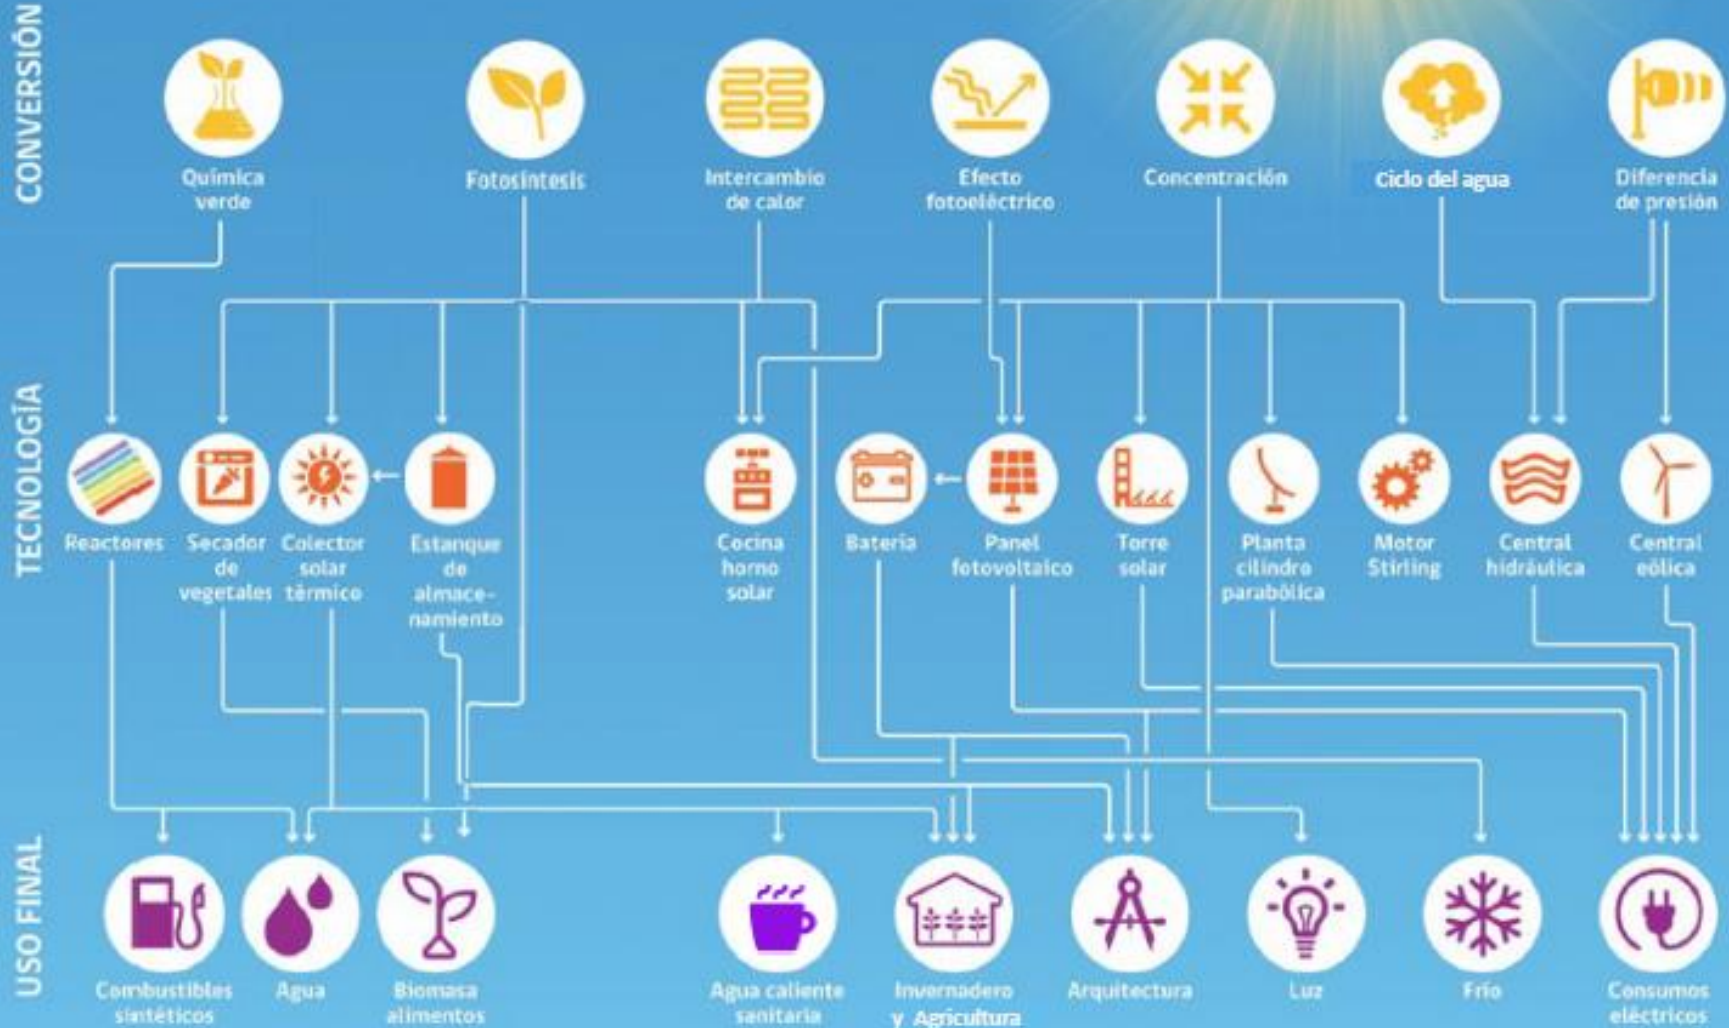 CONVERSIÓN
Química
verde
Fotosíntesis
Intercambio
de calor
Efecto
fotoeléctrico
Concentración
Ciclo del agua
Diferencia
de presión
TECNOLOGÍA
Reactores
Secador
de
vegetales
Colector
solar
térmico
Estanque
de
almace-
namiento
Cocina
horno
solar
Batería
Panel
fotovoltaico
Torre
solar
Planta
cilindro
parabólica
Motor
Stirling
Central
hidráulica
Central
eólica
USO FINAL
Combustibles
sintéticos
Agua
Biomasa
alimentos
Agua caliente
sanitaria
Invernadero
y Agricultura
Arquitectura
Luz
Frío
Consumos
eléctricos